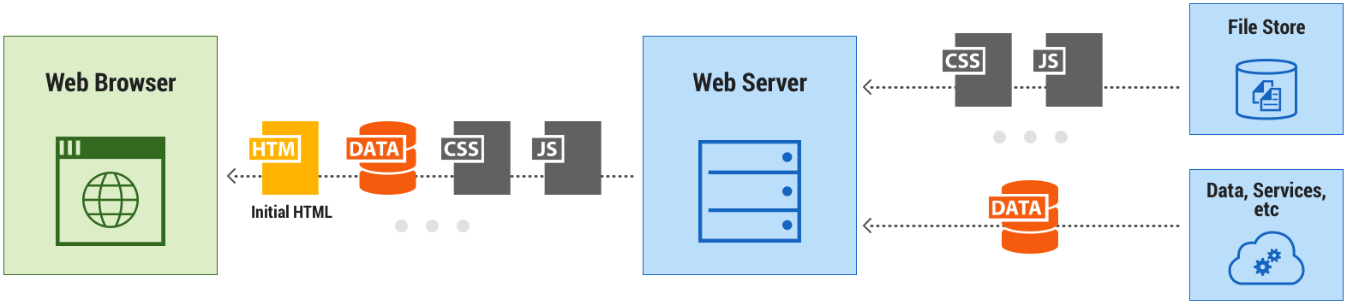 Web Browser
HTM
Initial HTML
DATA
CSS
JS
Web Server
CSS
JS
DATA
File Store
Data, Services,
etc